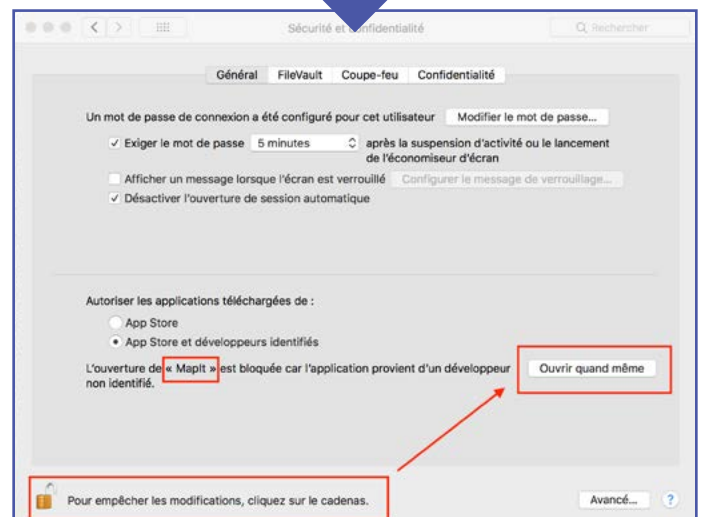 Sécurité et confidentialité
Rechercher
Général FileVault Coupe-feu Confidentialité
Un mot de passe de connexion a été configuré pour cet utilisateur Modifier le mot de passe...
Exiger le mot de passe 5 minutes après la suspension d'activité ou le lancement
de l'économiseur d'écran
Afficher un message lorsque l'écran est verrouillé Configurer le message de verrouillage...
Désactiver l'ouverture de session automatique
Autoriser les applications téléchargées de :
App Store
App Store et développeurs identifiés
L'ouverture de « MapIt » est bloquée car l'application provient d'un développeur Ouvrir quand même
non identifié.
Pour empêcher les modifications, cliquez sur le cadenas. Avancé... ?